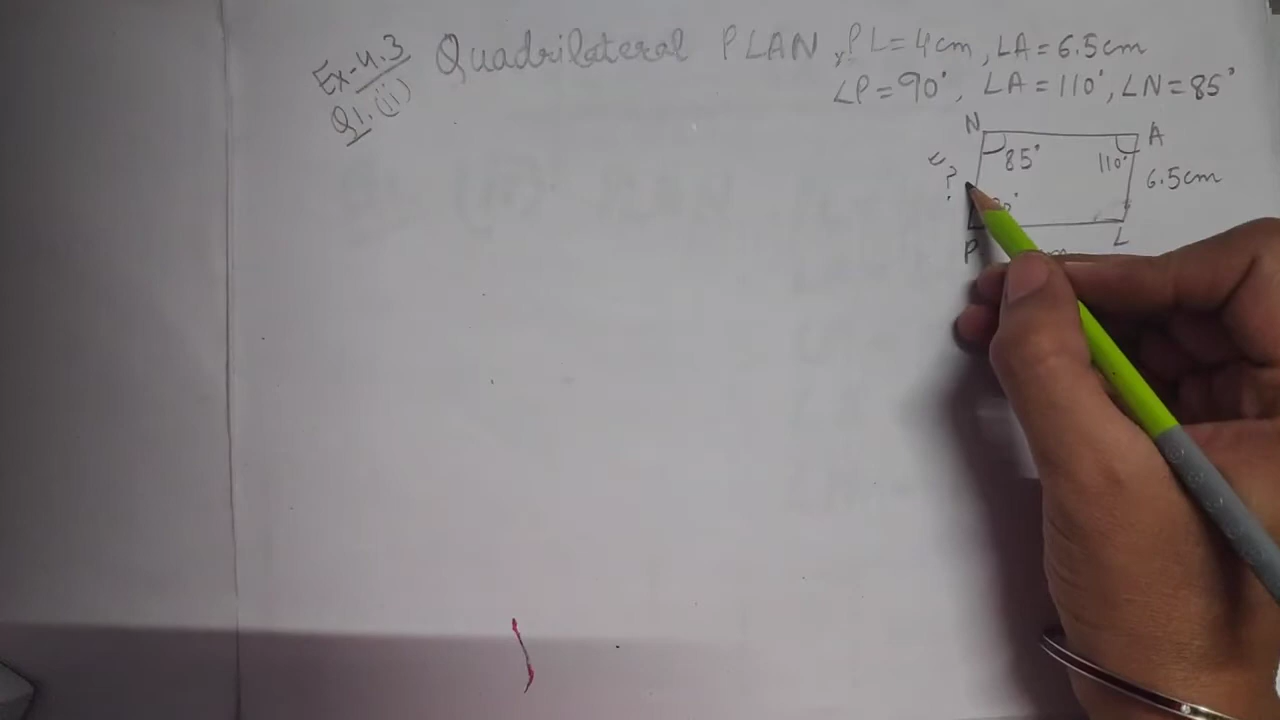 Ex-4.3
Q1.(ii)
Quadrilateral PLAN, PL=4cm, LA=6.5cm
∠P=90°, ∠A=110°, ∠N=85°
N A
85° 110°
? 6.5cm
P L